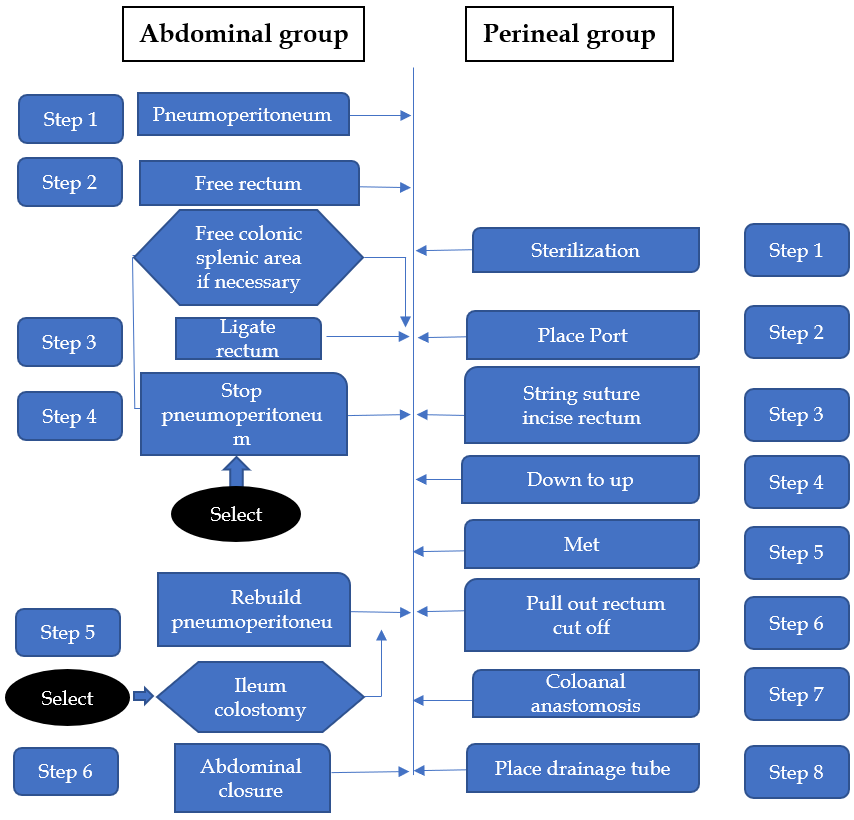 Abdominal group
Perineal group
Step 1
Pneumoperitoneum
Step 2
Free rectum
Free colonic
splenic area
if necessary
Sterilization
Step 1
Step 3
Ligate
rectum
Place Port
Step 2
Step 4
Stop
pneumoperitoneu
m
String suture
incise rectum
Step 3
Down to up
Step 4
Select
Met
Step 5
Step 5
Rebuild
pneumoperitoneu
Pull out rectum
cut off
Step 6
Select
Ileum
colostomy
Coloanal
anastomosis
Step 7
Step 6
Abdominal
closure
Place drainage tube
Step 8